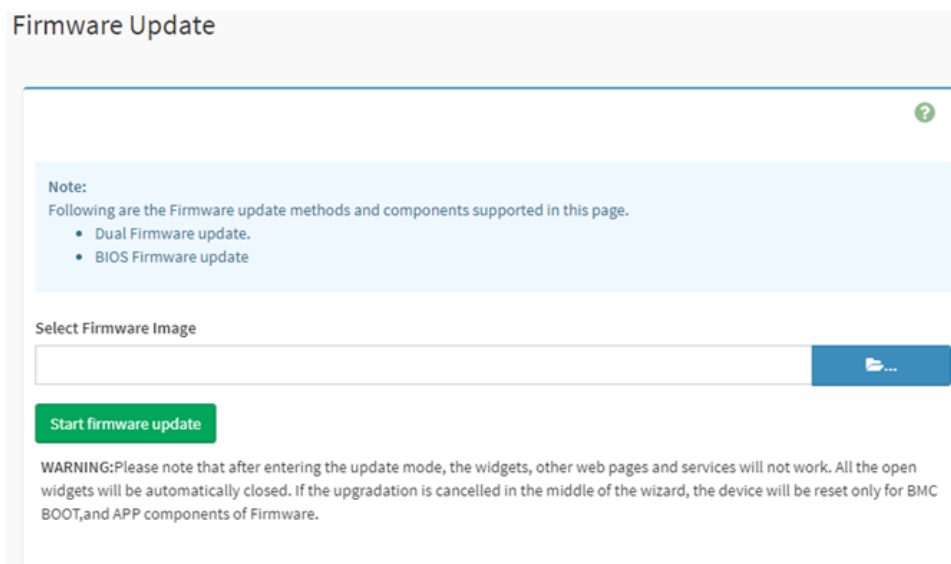 Firmware Update
?
Note:
Following are the Firmware update methods and components supported in this page.
• Dual Firmware update.
• BIOS Firmware update
Select Firmware Image
...
Start firmware update
WARNING:Please note that after entering the update mode, the widgets, other web pages and services will not work. All the open
widgets will be automatically closed. If the upgradation is cancelled in the middle of the wizard, the device will be reset only for BMC
BOOT,and APP components of Firmware.